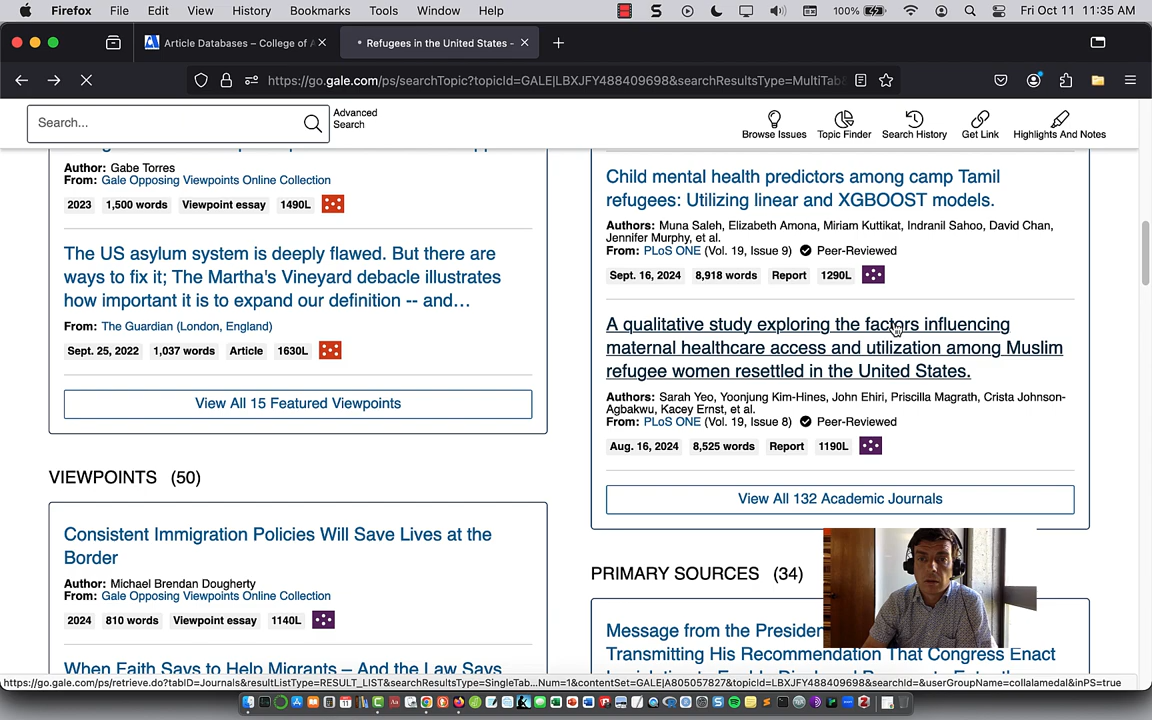 Firefox File Edit View History Bookmarks Tools Window Help 100% Fri Oct 11 11:35 AM
Article Databases – College of A Refugees in the United States -
https://go.gale.com/ps/searchTopic?topicId=GALE|LBXJFY488409698&searchResultsType=MultiTab
Search...
Advanced
Search
Browse Issues Topic Finder Search History Get Link Highlights And Notes
Author: Gabe Torres
From: Gale Opposing Viewpoints Online Collection
2023 1,500 words Viewpoint essay 1490L
The US asylum system is deeply flawed. But there are
ways to fix it; The Martha's Vineyard debacle illustrates
how important it is to expand our definition -- and...
From: The Guardian (London, England)
Sept. 25, 2022 1,037 words Article 1630L
View All 15 Featured Viewpoints
VIEWPOINTS (50)
Consistent Immigration Policies Will Save Lives at the
Border
Author: Michael Brendan Dougherty
From: Gale Opposing Viewpoints Online Collection
2024 810 words Viewpoint essay 1140L
When Faith Says to Help Migrants – And the Law Says
Child mental health predictors among camp Tamil
refugees: Utilizing linear and XGBOOST models.
Authors: Muna Saleh, Elizabeth Amona, Miriam Kuttikat, Indranil Sahoo, David Chan,
Jennifer Murphy, et al.
From: PLoS ONE (Vol. 19, Issue 9) Peer-Reviewed
Sept. 16, 2024 8,918 words Report 1290L
A qualitative study exploring the factors influencing
maternal healthcare access and utilization among Muslim
refugee women resettled in the United States.
Authors: Sarah Yeo, Yoonjung Kim-Hines, John Ehiri, Priscilla Magrath, Crista Johnson-
Agbakwu, Kacey Ernst, et al.
From: PLoS ONE (Vol. 19, Issue 8) Peer-Reviewed
Aug. 16, 2024 8,525 words Report 1190L
View All 132 Academic Journals
PRIMARY SOURCES (34)
Message from the Presiden
Transmitting His Recommendation That Congress Enact
https://go.gale.com/ps/retrieve.do?tabID=Journals&resultListType=RESULT_LIST&searchResultsType=SingleTab...Num=1&contentSet=GALE|A805057827&topicId=LBXJFY488409698&searchId=&userGroupName=collalamedal&inPS=true